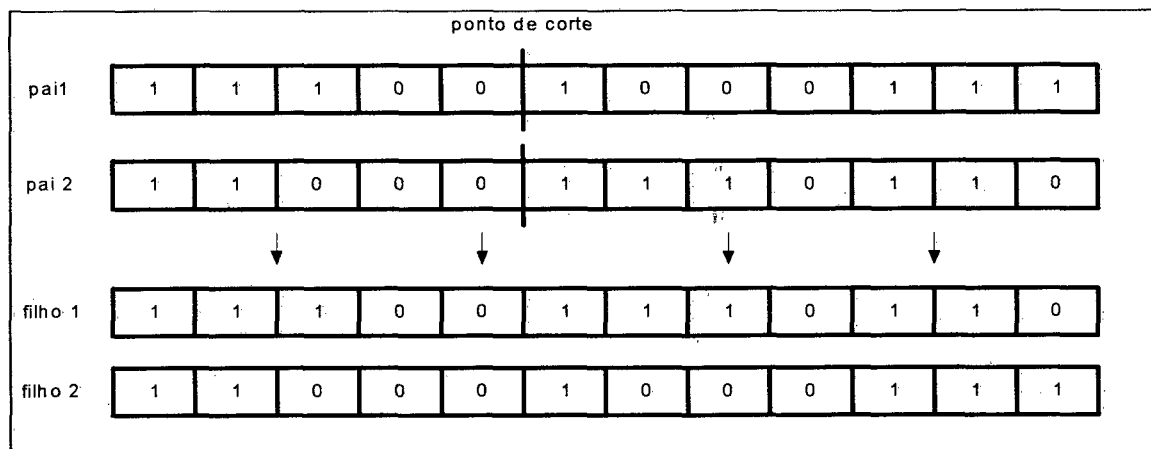 ponto de corte
pai1 1 1 1 0 0 1 0 0 0 1 1 1
pai 2 1 1 0 0 0 1 1 1 0 1 1 0
filho 1 1 1 1 0 0 1 1 1 0 1 1 0
filho 2 1 1 0 0 0 1 0 0 0 1 1 1